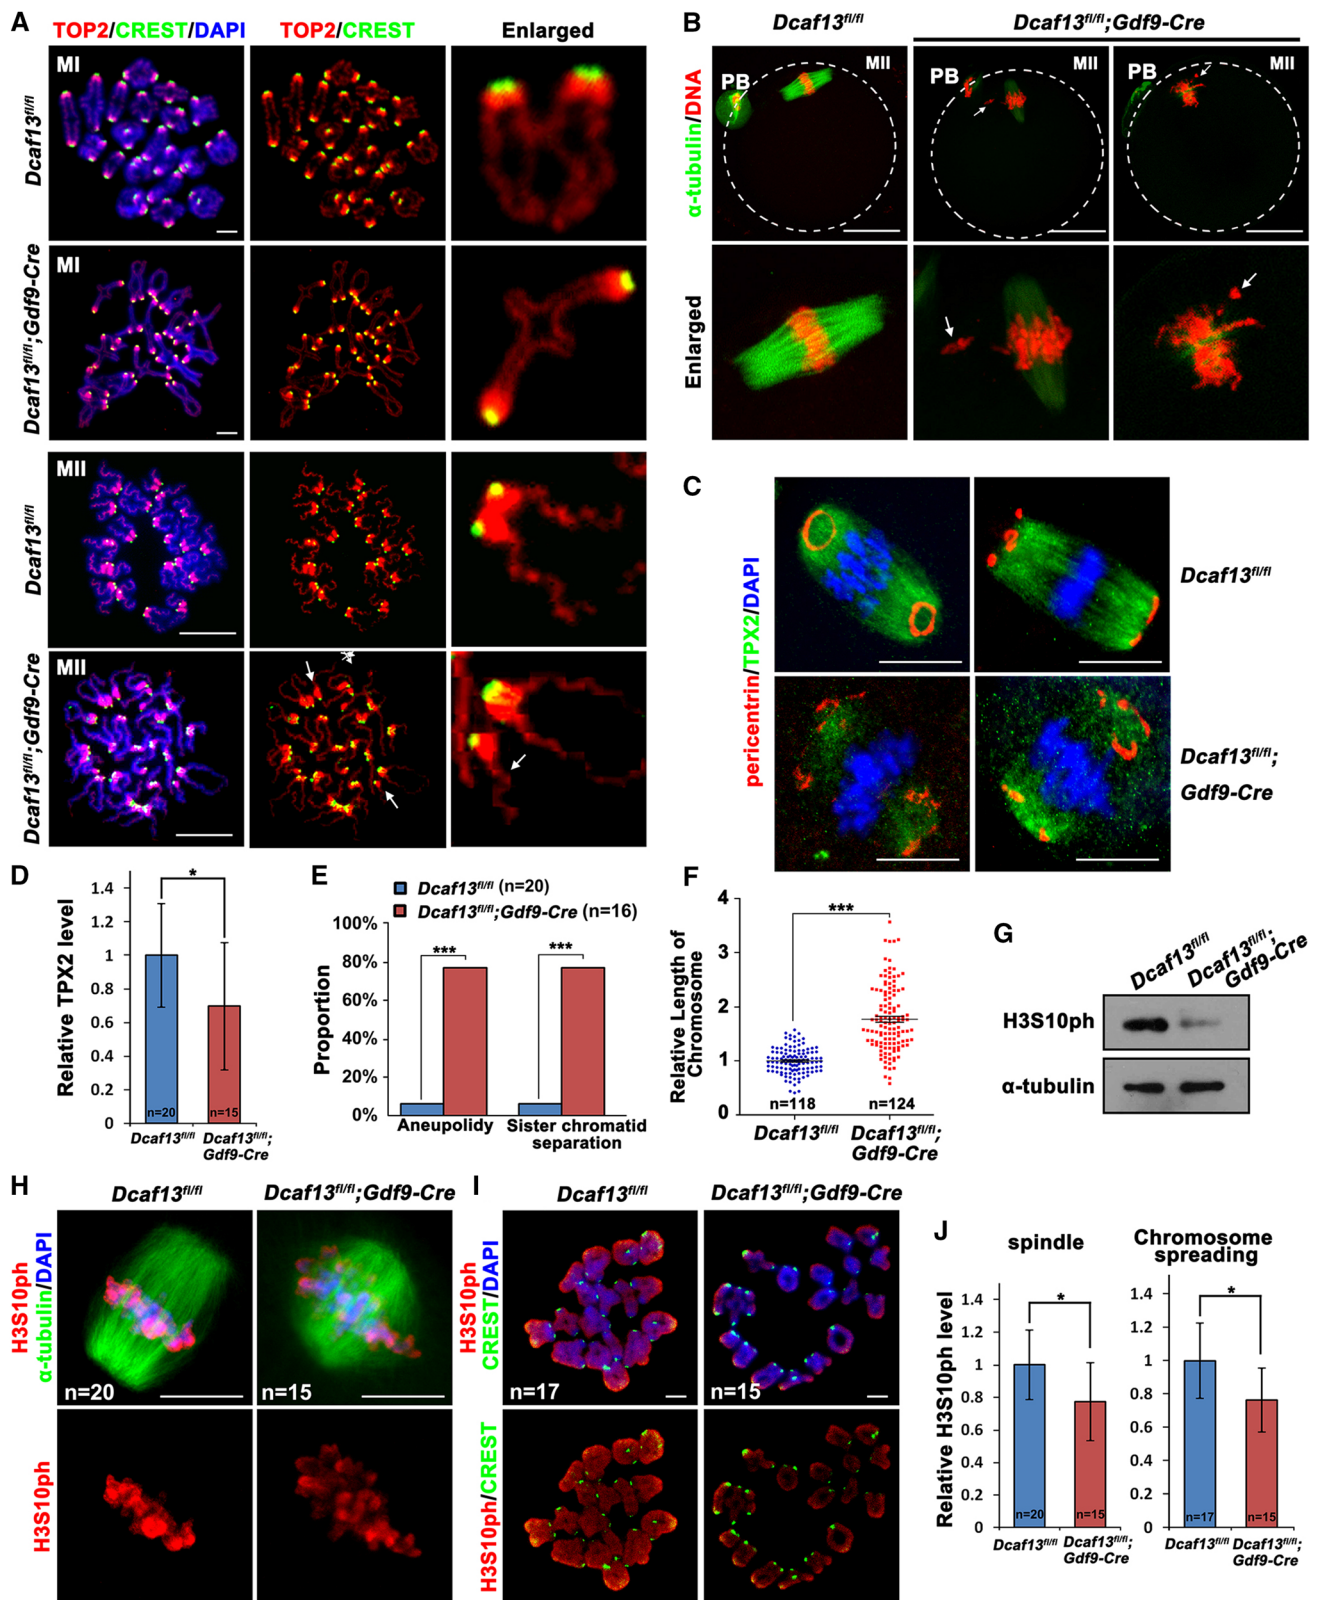 A
TOP2/CREST/DAPI
TOP2/CREST
Enlarged
Dcaf13fl/fl
MI
Dcaf13fl/fl;Gdf9-Cre
MI
Dcaf13fl/fl
MII
Dcaf13fl/fl;Gdf9-Cre
MII
B
Dcaf13fl/fl
Dcaf13fl/fl;Gdf9-Cre
α-tubulin/DNA
PB
MII
PB
MII
PB
MII
Enlarged
C
pericentrin/TPX2/DAPI
Dcaf13fl/fl
Dcaf13fl/fl;
Gdf9-Cre
D
Relative TPX2 level
1.4
1.2
1
0.8
0.6
0.4
0.2
0
*
n=20
n=15
Dcaf13fl/fl
Dcaf13fl/fl;
Gdf9-Cre
E
Dcaf13fl/fl (n=20)
Dcaf13fl/fl;Gdf9-Cre (n=16)
Proportion
100%
80%
60%
40%
20%
0%
***
***
Aneupolidy
Sister chromatid
separation
F
Relative Length of
Chromosome
4
3
2
1
0
***
n=118
n=124
Dcaf13fl/fl
Dcaf13fl/fl;
Gdf9-Cre
G
Dcaf13fl/fl
Dcaf13fl/fl;
Gdf9-Cre
H3S10ph
α-tubulin
H
Dcaf13fl/fl
Dcaf13fl/fl;Gdf9-Cre
H3S10ph
α-tubulin/DAPI
n=20
n=15
H3S10ph
I
Dcaf13fl/fl
Dcaf13fl/fl;Gdf9-Cre
H3S10ph
CREST/DAPI
n=17
n=15
H3S10ph/CREST
J
spindle
Chromosome
spreading
Relative H3S10ph level
1.4
1.2
1
0.8
0.6
0.4
0.2
0
*
n=20
n=15
Dcaf13fl/fl
Dcaf13fl/fl;
Gdf9-Cre
1.4
1.2
1
0.8
0.6
0.4
0.2
0
*
n=17
n=15
Dcaf13fl/fl
Dcaf13fl/fl;
Gdf9-Cre